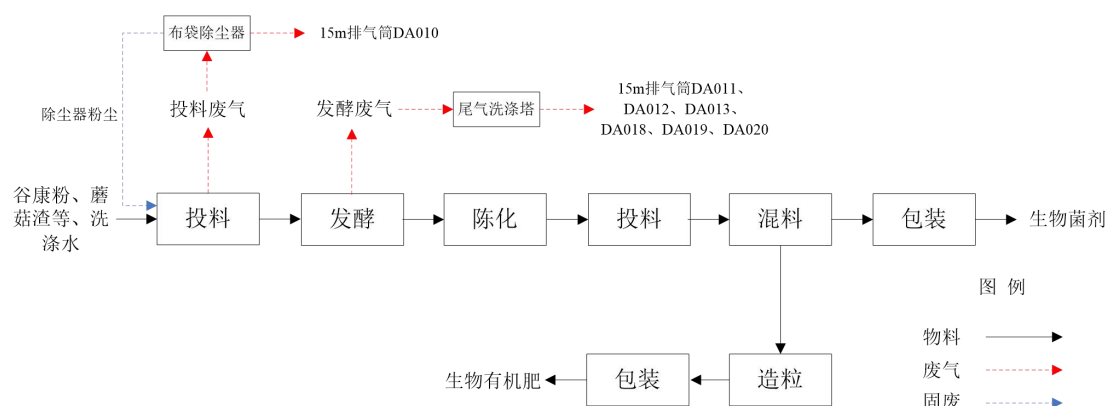 布袋除尘器
15m排气筒DA010
除尘器粉尘
投料废气
发酵废气
尾气洗涤塔
15m排气筒DA011、
DA012、DA013、
DA018、DA019、DA020
谷康粉、蘑
菇渣等、洗
涤水
投料
发酵
陈化
投料
混料
包装
生物菌剂
图 例
物料
废气
固废
生物有机肥
包装
造粒